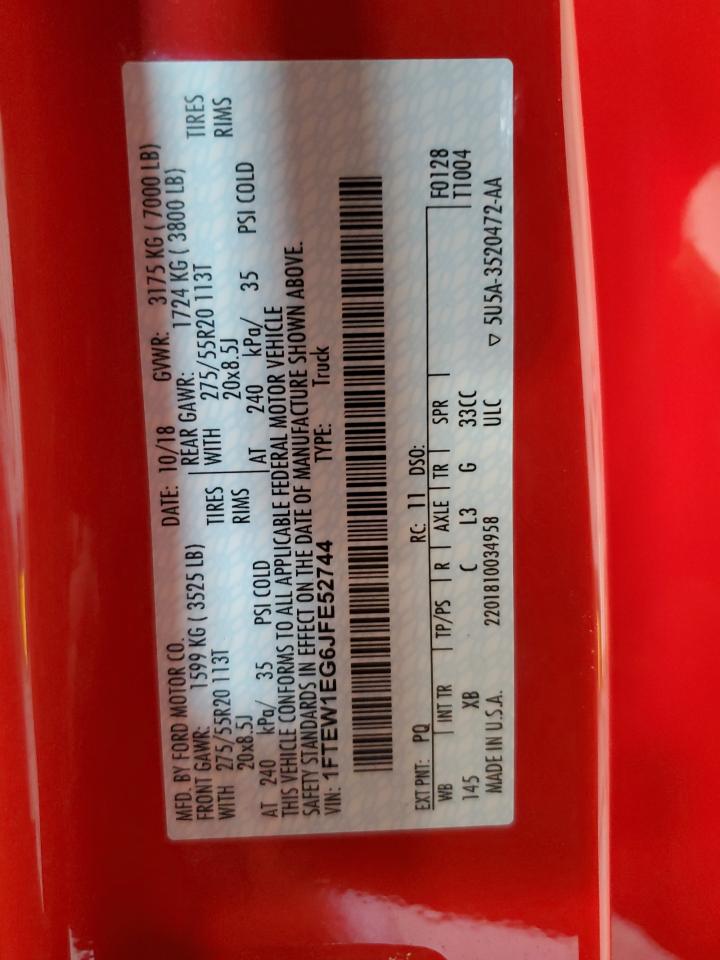 MFD. BY FORD MOTOR CO. DATE: 10/18 GVWR: 3175 KG ( 7000 LB)
FRONT GAWR: 1599 KG ( 3525 LB) REAR GAWR: 1724 KG ( 3800 LB)
WITH 275/55R20 113T TIRES WITH 275/55R20 113T TIRES
20x8.5J RIMS 20x8.5J RIMS
AT 240 kPa/ 35 PSI COLD AT 240 kPa/ 35 PSI COLD
THIS VEHICLE CONFORMS TO ALL APPLICABLE FEDERAL MOTOR VEHICLE
SAFETY STANDARDS IN EFFECT ON THE DATE OF MANUFACTURE SHOWN ABOVE.
VIN: 1FTEW1EG6JFE52744 TYPE: Truck
EXT PNT: PQ RC: 11 DSO: F0128
WB INT TR TP/PS R AXLE TR SPR T1004
145 XB C L3 G 33CC
MADE IN U.S.A. 2201810034958 ULC ▽ 5U5A-3520472-AA